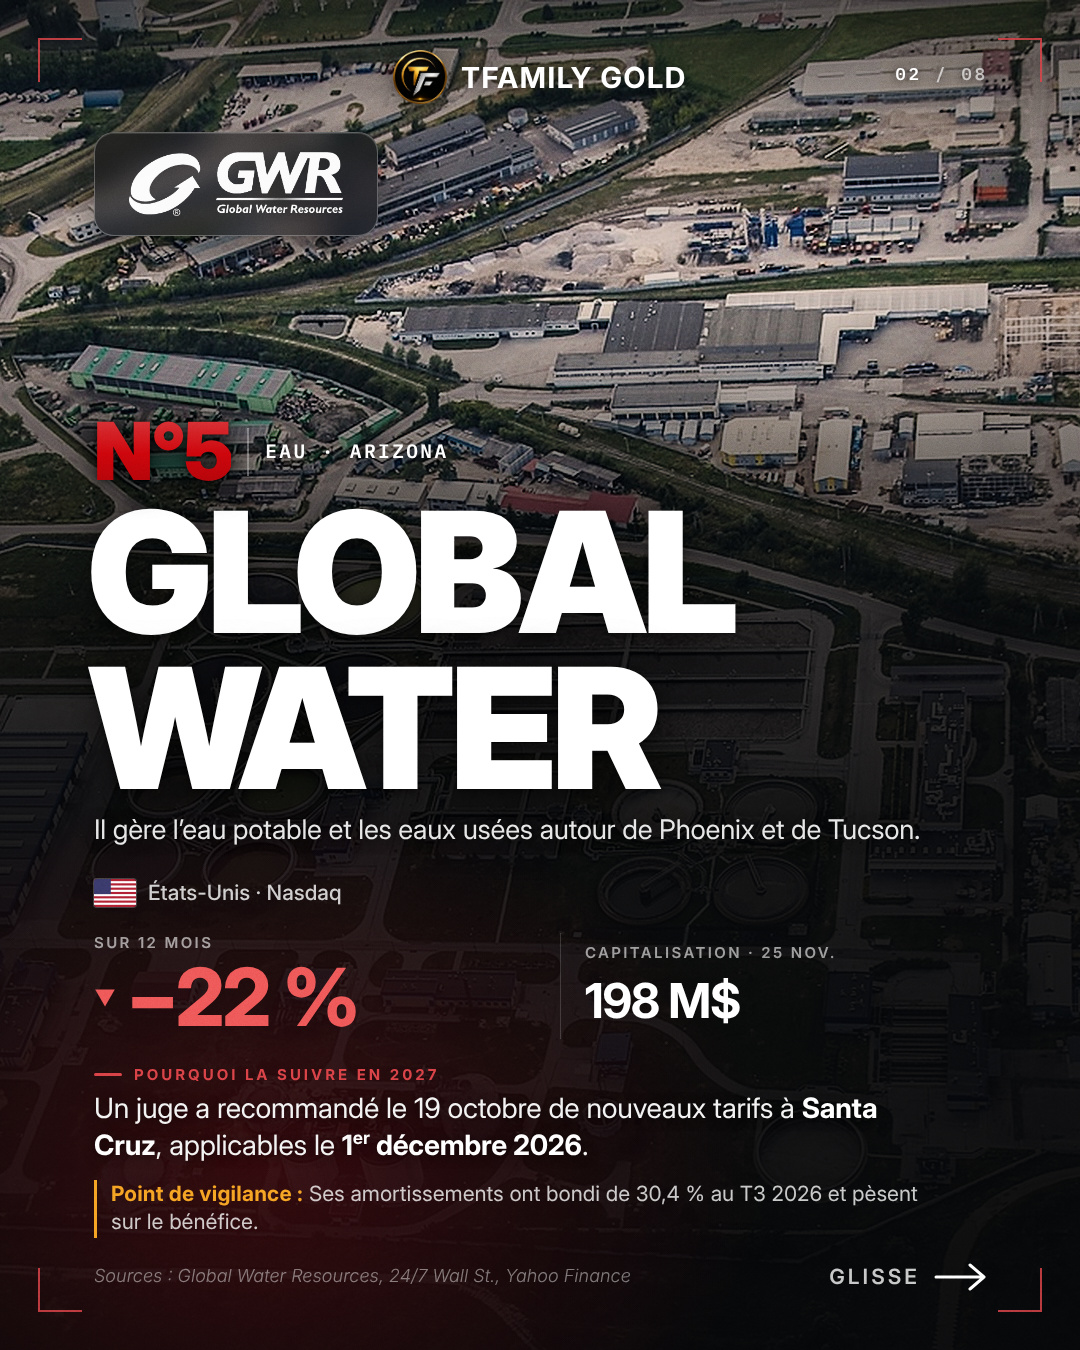 TF TFAMILY GOLD
02 / 08
GWR
Global Water Resources
®
N°5
EAU · ARIZONA
GLOBAL
WATER
Il gère l’eau potable et les eaux usées autour de Phoenix et de Tucson.
États-Unis · Nasdaq
SUR 12 MOIS
▼ –22 %
CAPITALISATION · 25 NOV.
198 M$
POURQUOI LA SUIVRE EN 2027
Un juge a recommandé le 19 octobre de nouveaux tarifs à Santa
Cruz, applicables le 1er décembre 2026.
Point de vigilance : Ses amortissements ont bondi de 30,4 % au T3 2026 et pèsent
sur le bénéfice.
Sources : Global Water Resources, 24/7 Wall St., Yahoo Finance
GLISSE →